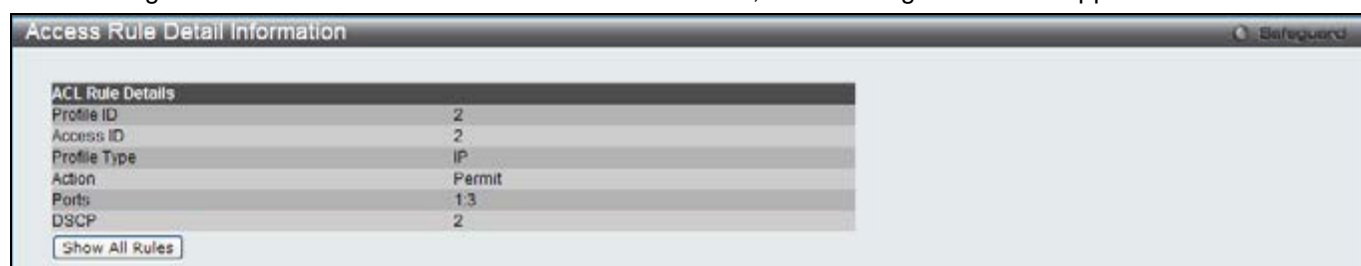 Access Rule Detail Information
Safeguard
ACL Rule Details
Profile ID 2
Access ID 2
Profile Type IP
Action Permit
Ports 1:3
DSCP 2
Show All Rules